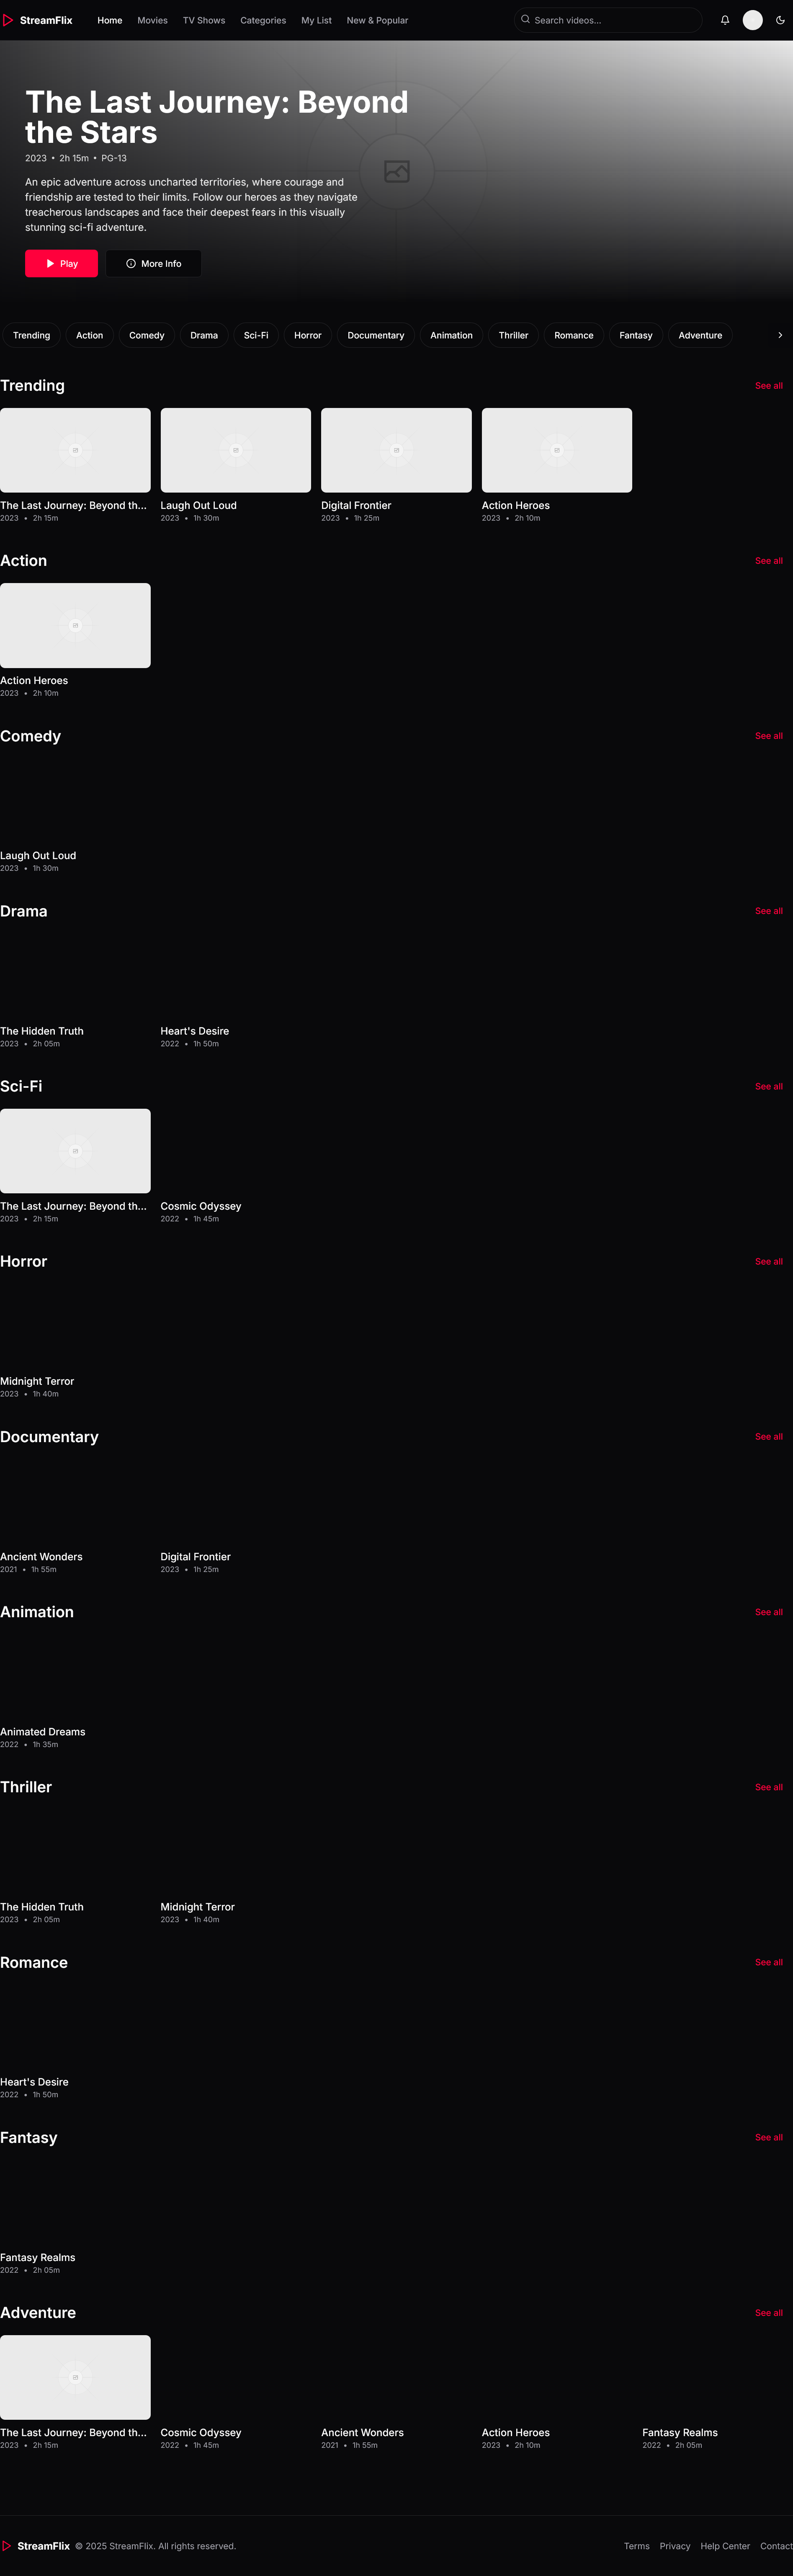 StreamFlix Home Movies TV Shows Categories My List New & Popular Search videos...
The Last Journey: Beyond
the Stars
2023 • 2h 15m • PG-13
An epic adventure across uncharted territories, where courage and
friendship are tested to their limits. Follow our heroes as they navigate
treacherous landscapes and face their deepest fears in this visually
stunning sci-fi adventure.
Play More Info
Trending Action Comedy Drama Sci-Fi Horror Documentary Animation Thriller Romance Fantasy Adventure
Trending See all
The Last Journey: Beyond th... Laugh Out Loud Digital Frontier Action Heroes
2023 • 2h 15m 2023 • 1h 30m 2023 • 1h 25m 2023 • 2h 10m
Action See all
Action Heroes
2023 • 2h 10m
Comedy See all
Laugh Out Loud
2023 • 1h 30m
Drama See all
The Hidden Truth Heart's Desire
2023 • 2h 05m 2022 • 1h 50m
Sci-Fi See all
The Last Journey: Beyond th... Cosmic Odyssey
2023 • 2h 15m 2022 • 1h 45m
Horror See all
Midnight Terror
2023 • 1h 40m
Documentary See all
Ancient Wonders Digital Frontier
2021 • 1h 55m 2023 • 1h 25m
Animation See all
Animated Dreams
2022 • 1h 35m
Thriller See all
The Hidden Truth Midnight Terror
2023 • 2h 05m 2023 • 1h 40m
Romance See all
Heart's Desire
2022 • 1h 50m
Fantasy See all
Fantasy Realms
2022 • 2h 05m
Adventure See all
The Last Journey: Beyond th... Cosmic Odyssey Ancient Wonders Action Heroes Fantasy Realms
2023 • 2h 15m 2022 • 1h 45m 2021 • 1h 55m 2023 • 2h 10m 2022 • 2h 05m
StreamFlix © 2025 StreamFlix. All rights reserved. Terms Privacy Help Center Contact